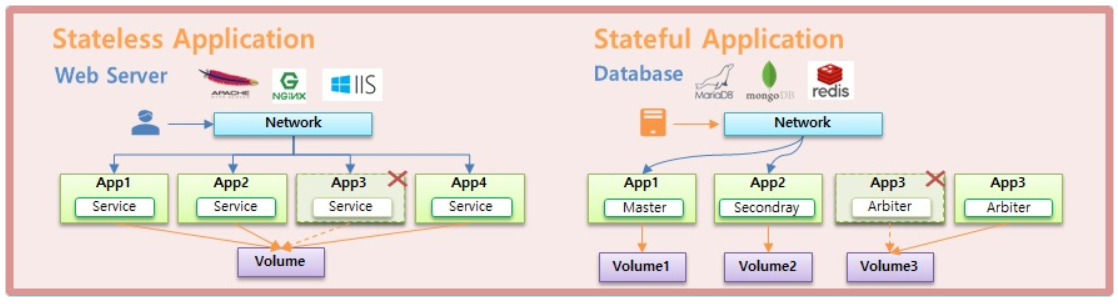 Stateless Application
Web Server
APACHE
NGINX
IIS
Network
App1
Service
App2
Service
App3
Service
App4
Service
Volume
Stateful Application
Database
MariaDB
mongoDB
redis
Network
App1
Master
App2
Secondray
App3
Arbiter
App3
Arbiter
Volume1
Volume2
Volume3